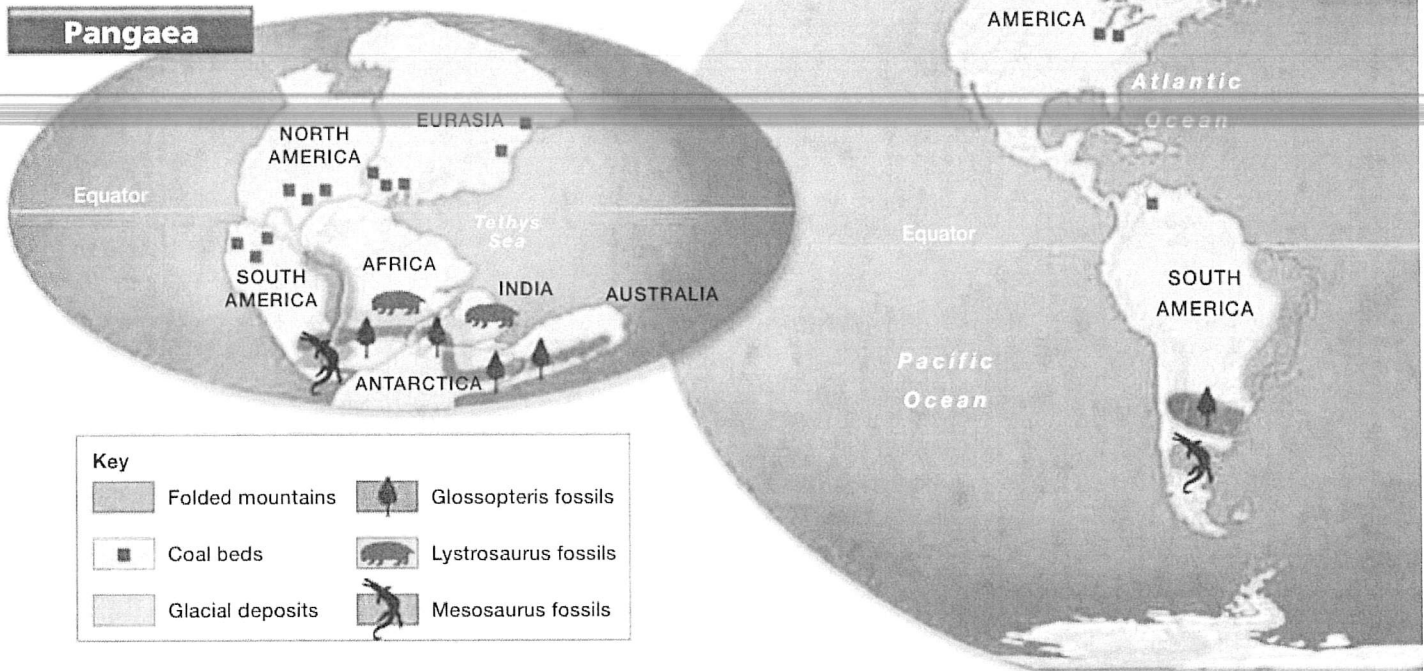 Pangaea
NORTH
AMERICA
EURASIA
Equator
Tethys
Sea
SOUTH
AMERICA
AFRICA
INDIA
AUSTRALIA
ANTARCTICA
Key
Folded mountains
Glossopteris fossils
Coal beds
Lystrosaurus fossils
Glacial deposits
Mesosaurus fossils
AMERICA
Atlantic
Ocean
Equator
SOUTH
AMERICA
Pacific
Ocean